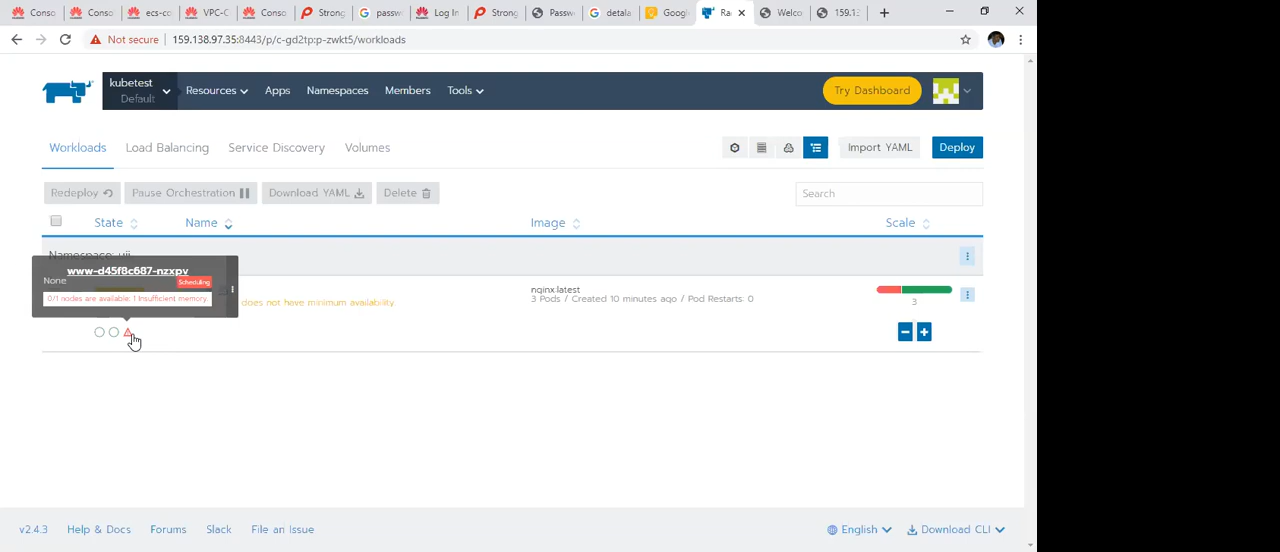 Conso
Conso
ecs-cc
VPC-C
Conso
Strong
passw
Log In
Strong
Passw
detala
Google
Ra
Welco
159.13
Not secure
159.138.97.35:8443/p/c-gd2tp:p-zwkt5/workloads
kubetest
Default
Resources
Apps
Namespaces
Members
Tools
Try Dashboard
Workloads
Load Balancing
Service Discovery
Volumes
Import YAML
Deploy
Redeploy
Pause Orchestration
Download YAML
Delete
Search
State
Name
Image
Scale
Namespace:
www-d45f8c687-nzxpv
None
Scheduling
0/1 nodes are available: 1 Insufficient memory.
does not have minimum availability.
nginx:latest
3 Pods / Created 10 minutes ago / Pod Restarts: 0
3
v2.4.3
Help & Docs
Forums
Slack
File an Issue
English
Download CLI